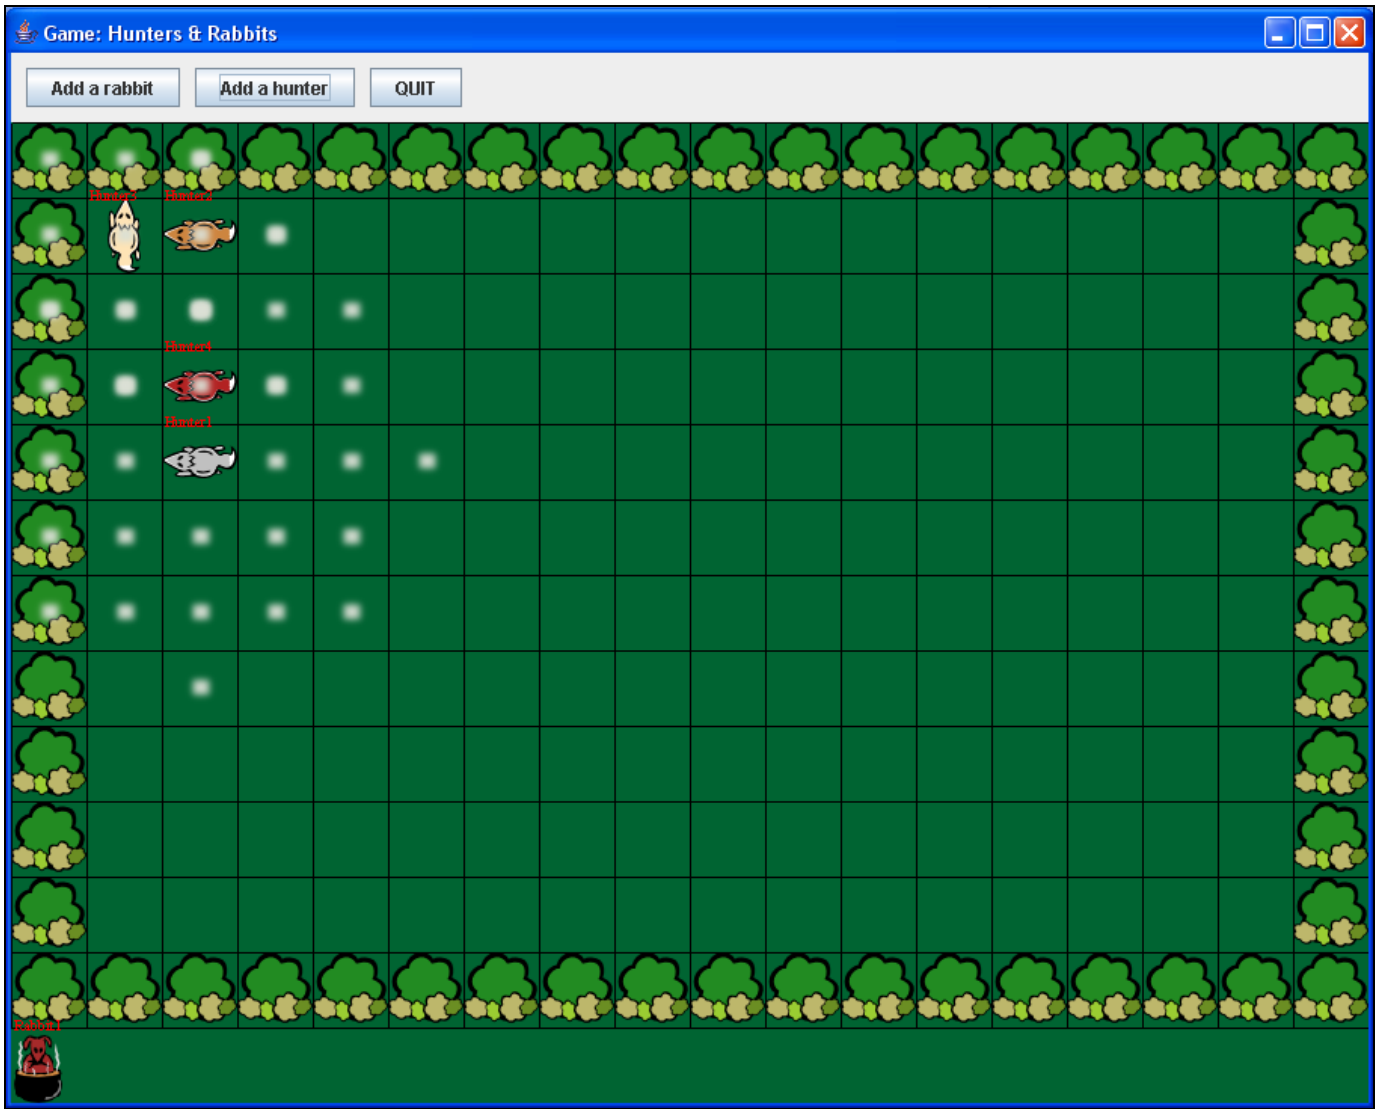 Game: Hunters & Rabbits
Add a rabbit
Add a hunter
QUIT
Hunter3
Hunter2
Hunter4
Hunter1
Rabbit1